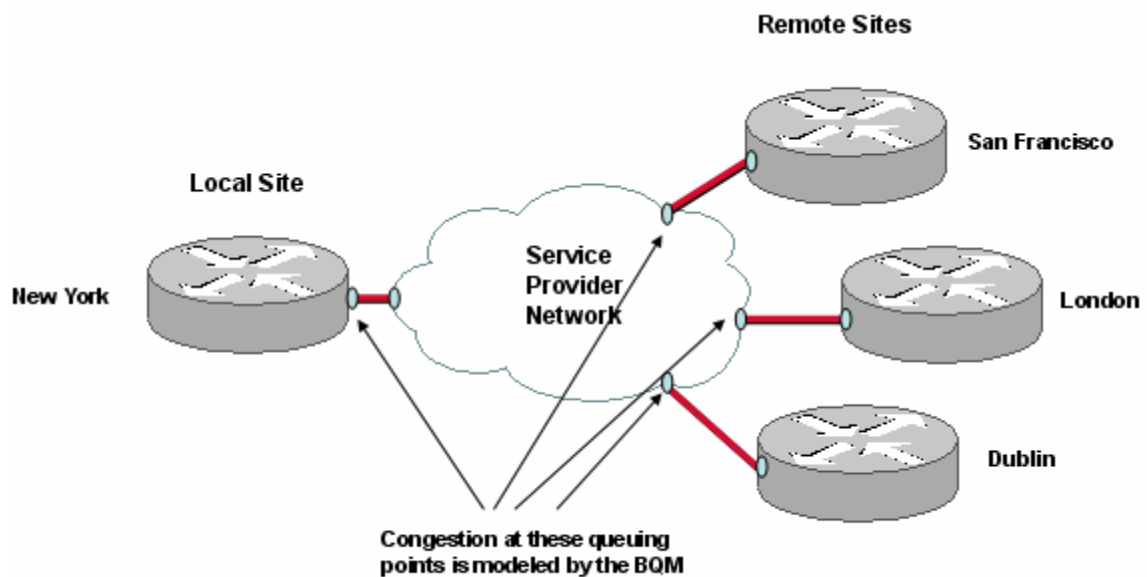 Remote Sites
San Francisco
Local Site
Service
Provider
Network
New York
London
Dublin
Congestion at these queuing
points is modeled by the BQM